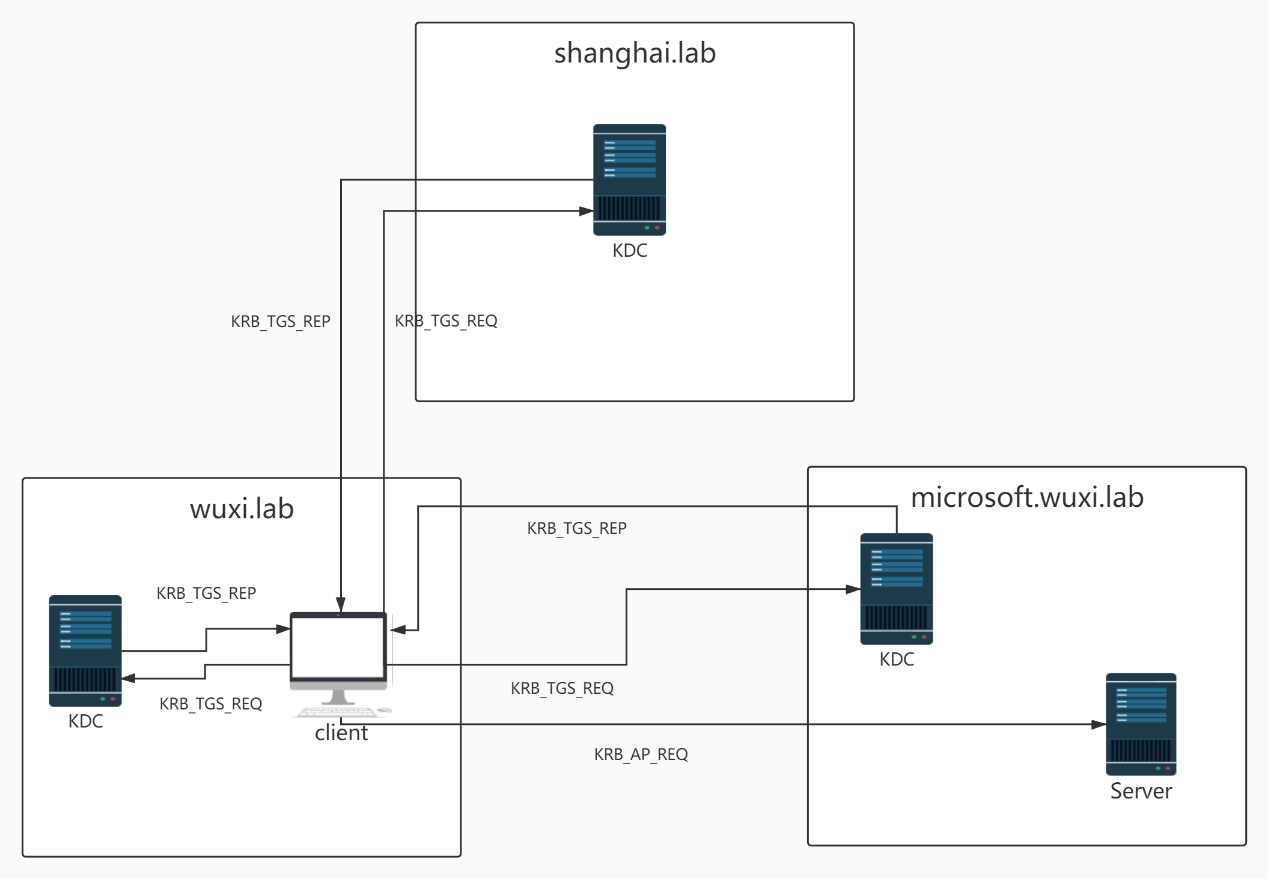 shanghai.lab
KDC
KRB_TGS_REP
KRB_TGS_REQ
wuxi.lab
KRB_TGS_REP
KRB_TGS_REQ
KDC
client
KRB_TGS_REP
KRB_TGS_REQ
KRB_AP_REQ
microsoft.wuxi.lab
KDC
Server